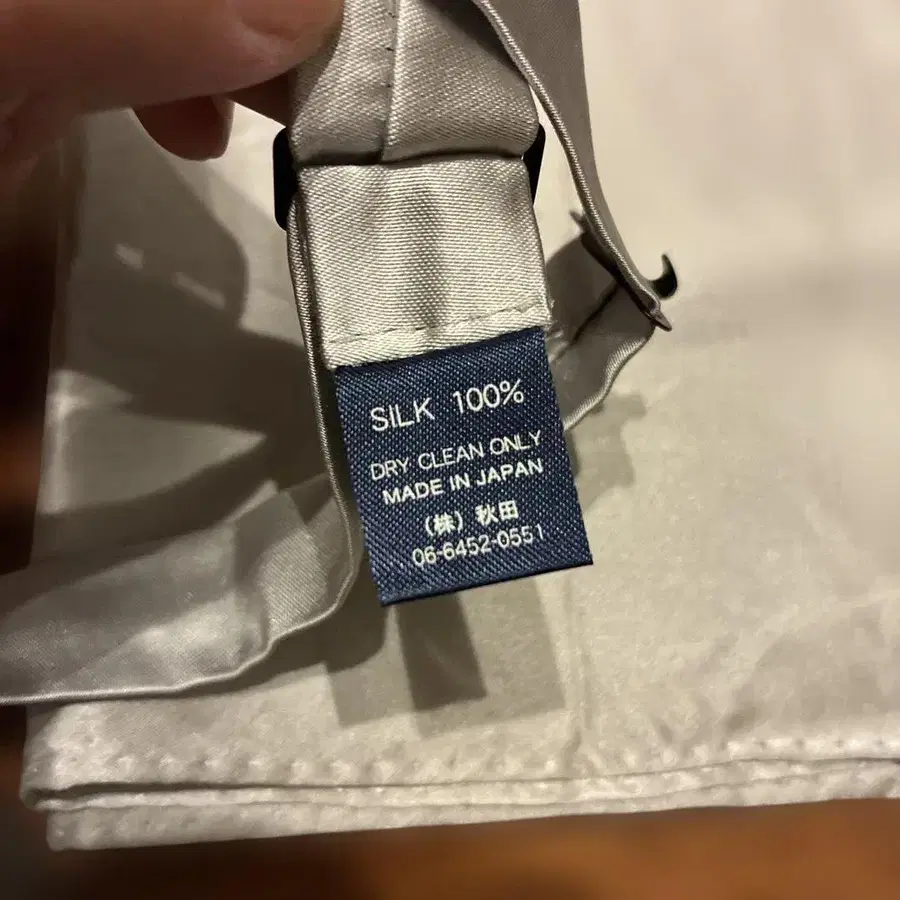 SILK 100%
DRY CLEAN ONLY
MADE IN JAPAN
(株) 秋田
06-6452-0551